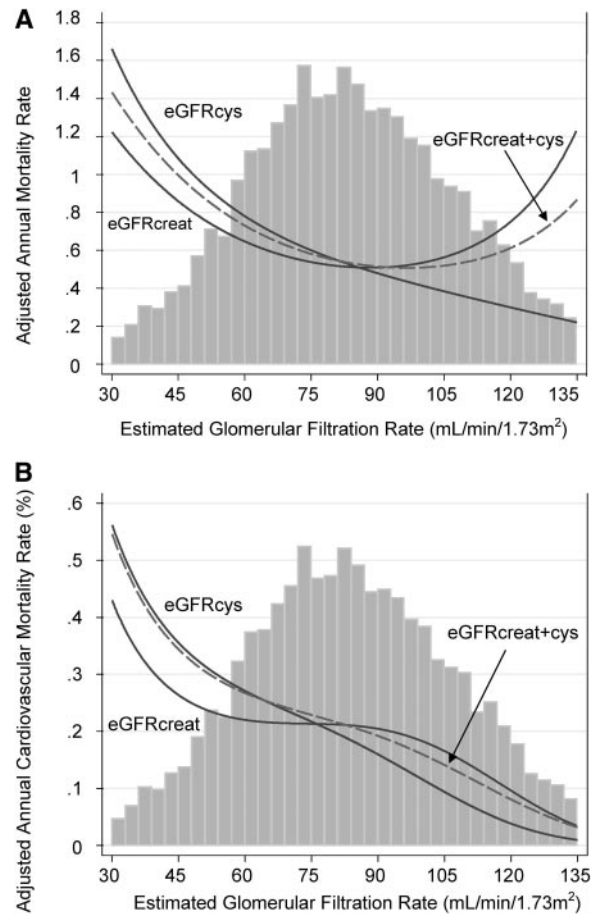 A
Adjusted Annual Mortality Rate
1.8
1.6
1.4
1.2
1.0
.8
.6
.4
.2
0
eGFRcys
eGFRcreat+cys
eGFRcreat
30 45 60 75 90 105 120 135
Estimated Glomerular Filtration Rate (mL/min/1.73m²)
B
Adjusted Annual Cardiovascular Mortality Rate (%)
.6
.5
.4
.3
.2
.1
0
eGFRcys
eGFRcreat+cys
eGFRcreat
30 45 60 75 90 105 120 135
Estimated Glomerular Filtration Rate (mL/min/1.73m²)